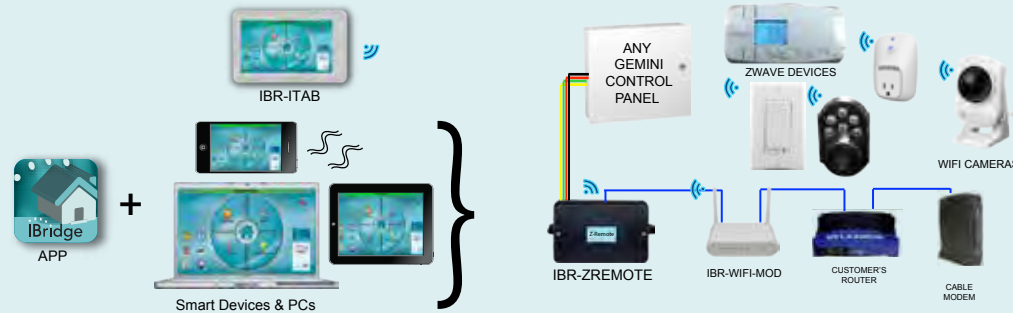 IBR-ITAB
IBridge
APP
+
Smart Devices & PCs
ANY
GEMINI
CONTROL
PANEL
ZWAVE DEVICES
WIFI CAMERAS
Z-Remote
IBR-ZREMOTE
IBR-WIFI-MOD
CUSTOMER'S
ROUTER
CABLE
MODEM